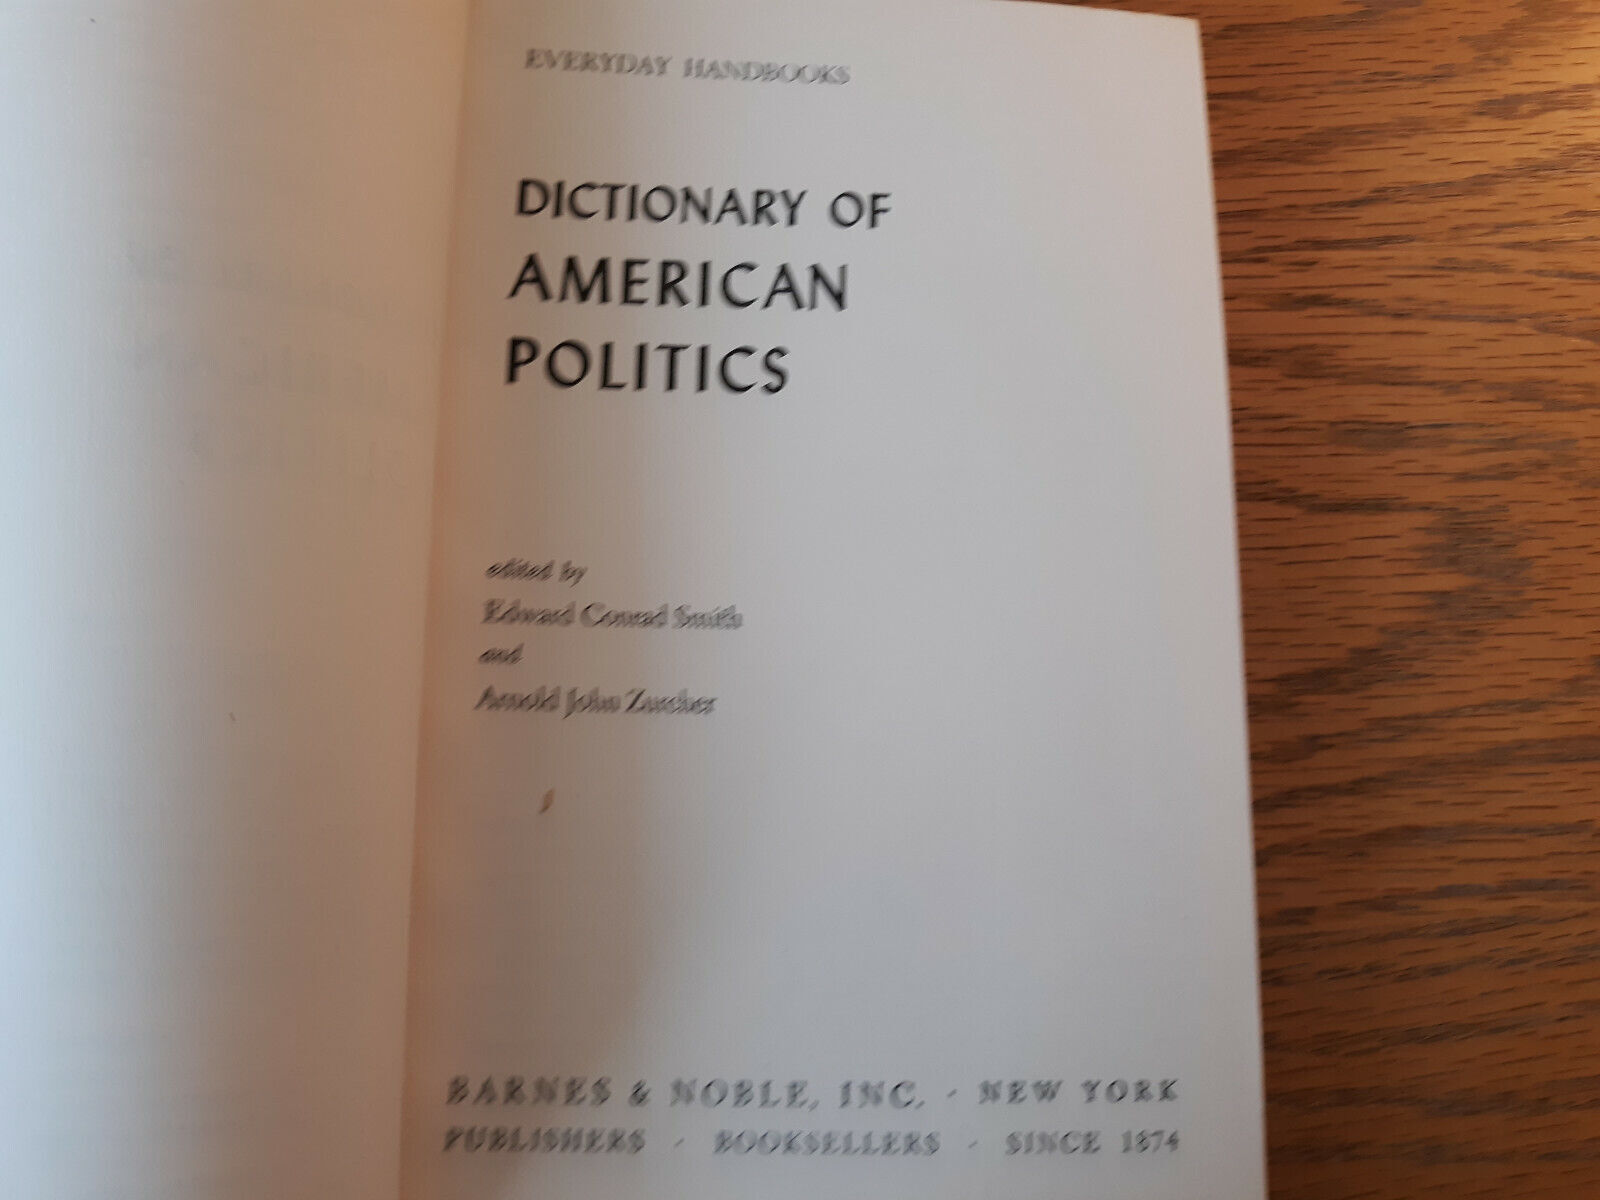 EVERYDAY HANDBOOKS
DICTIONARY OF
AMERICAN
POLITICS
edited by
Edward Conrad Smith
and
Arnold John Zurcher
BARNES & NOBLE, INC. · NEW YORK
PUBLISHERS · BOOKSELLERS · SINCE 1874